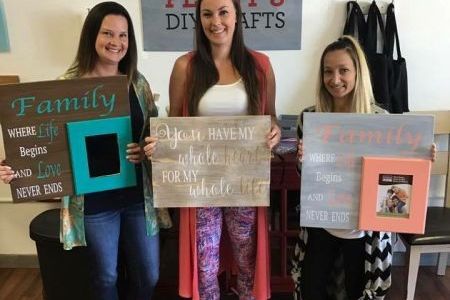 DIY CRAFTS
Family
WHERE Life
Begins
AND Love
NEVER ENDS
You HAVE MY
whole heart
FOR MY
whole life
Family
WHERE Life
Begins
AND Love
NEVER ENDS